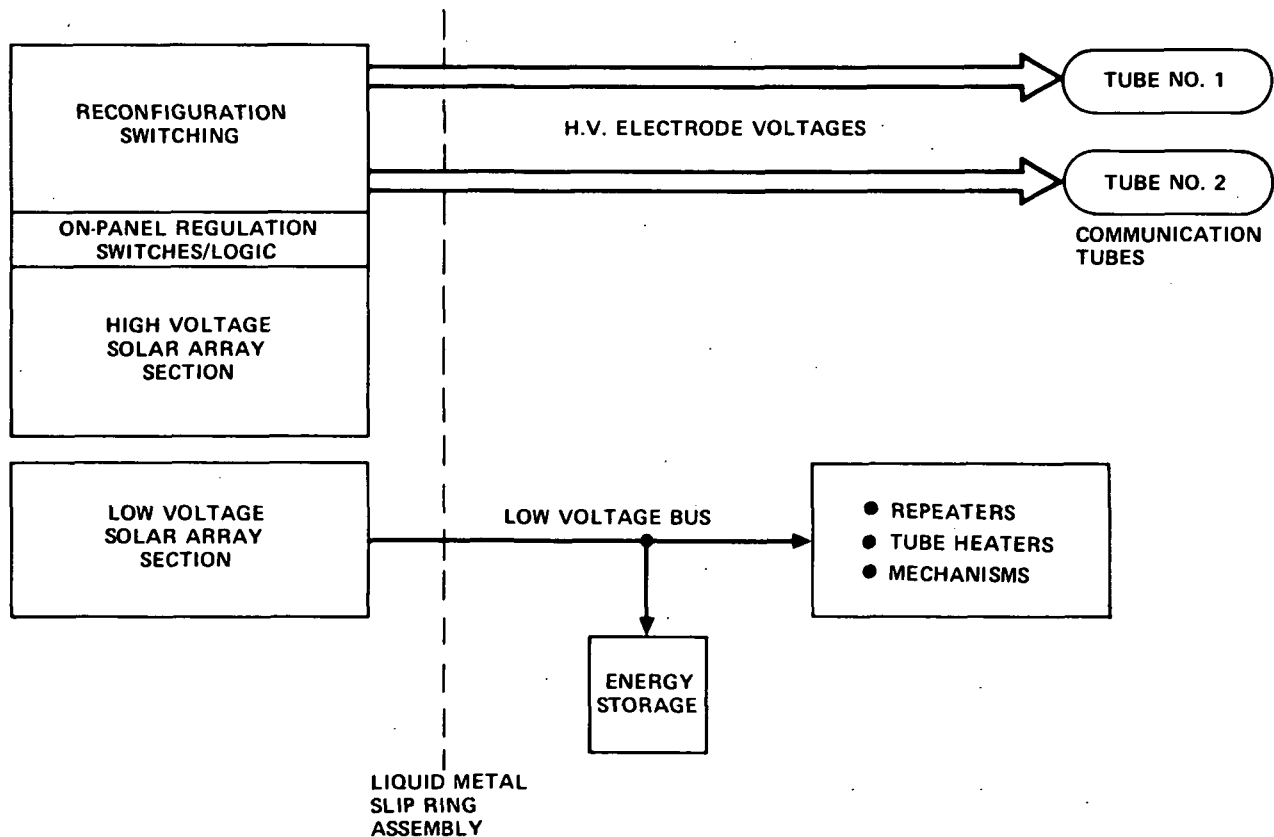 RECONFIGURATION
SWITCHING
ON-PANEL REGULATION
SWITCHES/LOGIC
HIGH VOLTAGE
SOLAR ARRAY
SECTION
H.V. ELECTRODE VOLTAGES
TUBE NO. 1
TUBE NO. 2
COMMUNICATION
TUBES
LOW VOLTAGE
SOLAR ARRAY
SECTION
LOW VOLTAGE BUS
● REPEATERS
● TUBE HEATERS
● MECHANISMS
ENERGY
STORAGE
LIQUID METAL
SLIP RING
ASSEMBLY